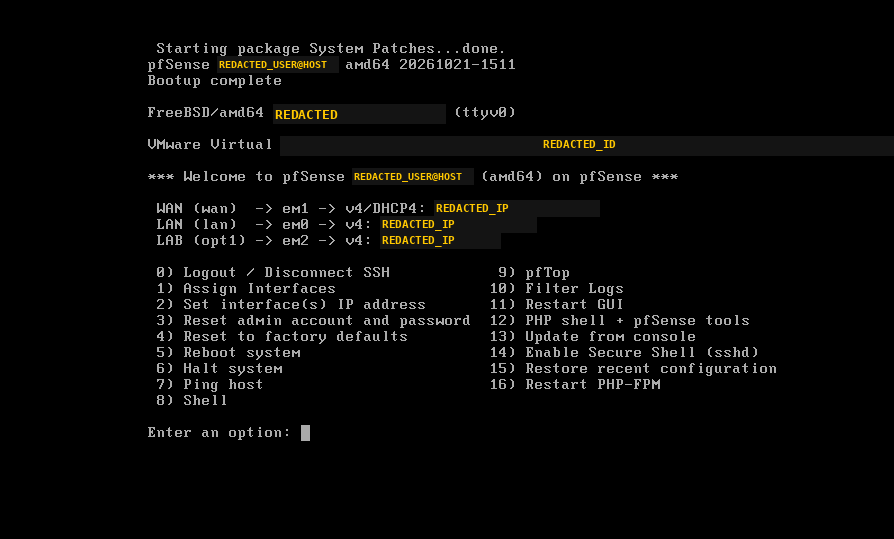 Starting package System Patches...done.
pfSense REDACTED_USER@HOST amd64 20261021-1511
Bootup complete
FreeBSD/amd64 REDACTED (ttyv0)
VMware Virtual REDACTED_ID
*** Welcome to pfSense REDACTED_USER@HOST (amd64) on pfSense ***
WAN (wan) -> em1 -> v4/DHCP4: REDACTED_IP
LAN (lan) -> em0 -> v4: REDACTED_IP
LAB (opt1) -> em2 -> v4: REDACTED_IP
0) Logout / Disconnect SSH 9) pfTop
1) Assign Interfaces 10) Filter Logs
2) Set interface(s) IP address 11) Restart GUI
3) Reset admin account and password 12) PHP shell + pfSense tools
4) Reset to factory defaults 13) Update from console
5) Reboot system 14) Enable Secure Shell (sshd)
6) Halt system 15) Restore recent configuration
7) Ping host 16) Restart PHP-FPM
8) Shell
Enter an option: